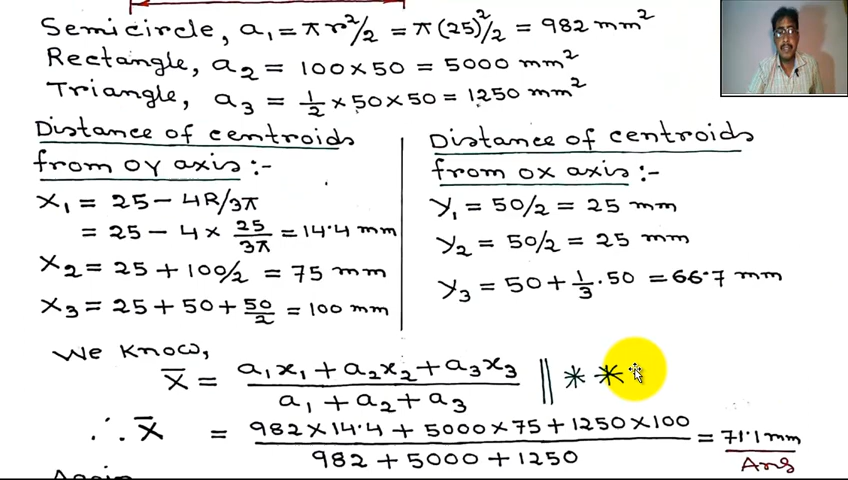 Semicircle, a₁ = πr²/2 = π(25)²/2 = 982 mm²
Rectangle, a₂ = 100×50 = 5000 mm²
Triangle, a₃ = 1/2 × 50×50 = 1250 mm²
Distance of centroids
from OY axis:-
X₁ = 25 - 4R/3π
= 25 - 4 × 25/3π = 14.4 mm
X₂ = 25 + 100/2 = 75 mm
X₃ = 25 + 50 + 50/2 = 100 mm
Distance of centroids
from OX axis:-
Y₁ = 50/2 = 25 mm
Y₂ = 50/2 = 25 mm
Y₃ = 50 + 1/3 . 50 = 66.7 mm
We know,
X̄ = a₁x₁ + a₂x₂ + a₃x₃ / a₁ + a₂ + a₃ || * *
∴ X̄ = 982×14.4 + 5000×75 + 1250×100 / 982 + 5000 + 1250 = 71.1 mm
Ans
Again